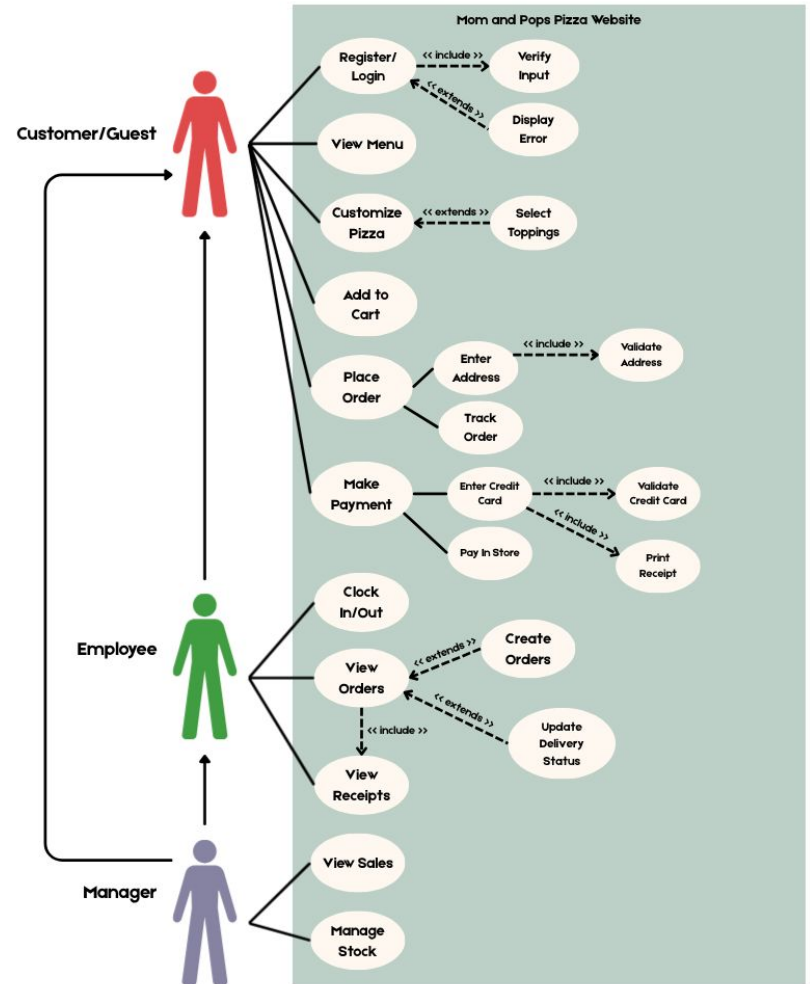 Mom and Pops Pizza Website
Customer/Guest
Register/
Login
<< include >>
Verify
Input
<< extends >>
Display
Error
View Menu
Customize
Pizza
<< extends >>
Select
Toppings
Add to
Cart
Place
Order
Enter
Address
<< include >>
Validate
Address
Track
Order
Make
Payment
Enter Credit
Card
<< include >>
Validate
Credit Card
<< include >>
Print
Receipt
Pay In Store
Employee
Clock
In/Out
View
Orders
<< extends >>
Create
Orders
<< extends >>
Update
Delivery
Status
<< include >>
View
Receipts
Manager
View Sales
Manage
Stock